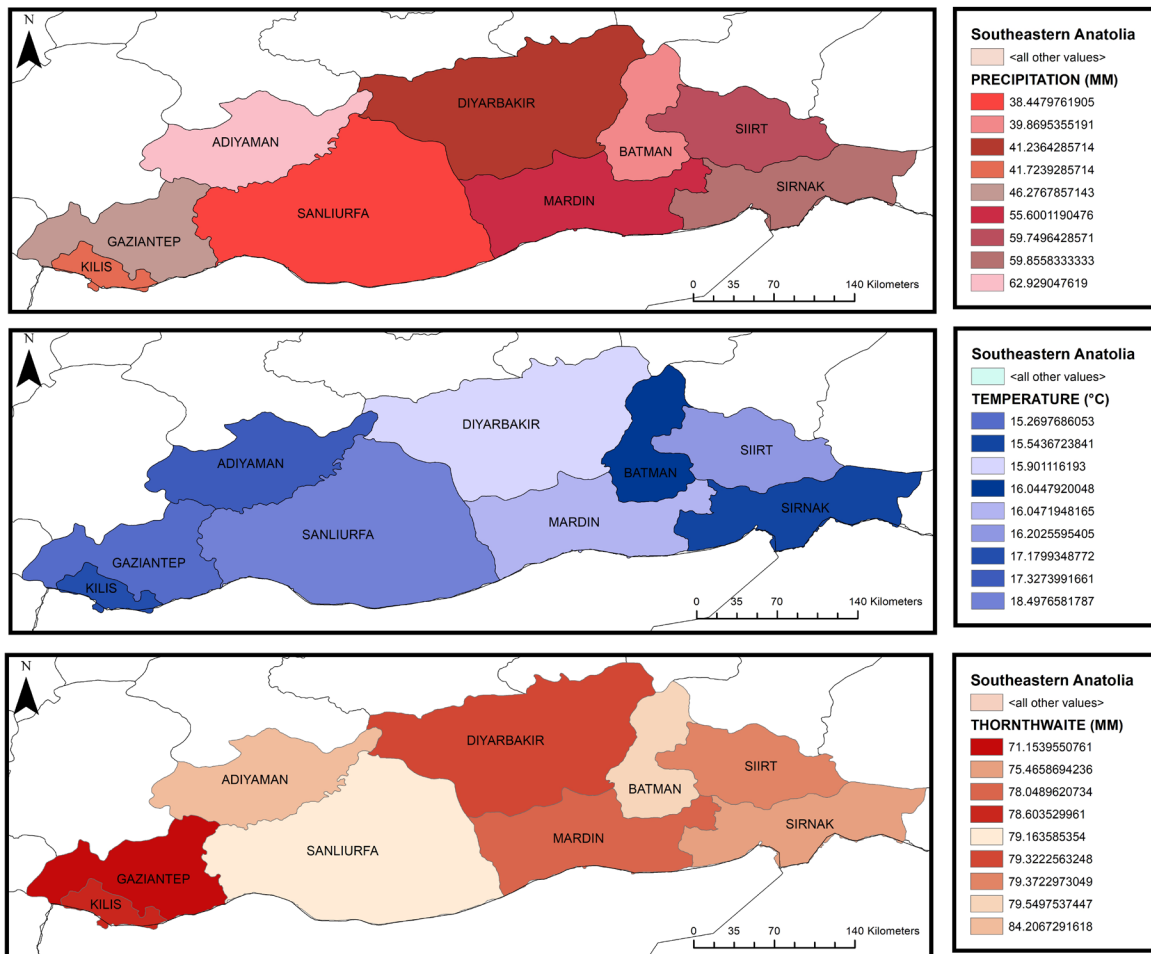 N
DIYARBAKIR
SIIRT
ADIYAMAN
BATMAN
SIRNAK
MARDIN
SANLIURFA
GAZIANTEP
KILIS
0 35 70 140 Kilometers
Southeastern Anatolia
<all other values>
PRECIPITATION (MM)
38.4479761905
39.8695355191
41.2364285714
41.7239285714
46.2767857143
55.6001190476
59.7496428571
59.8558333333
62.929047619
N
DIYARBAKIR
SIIRT
ADIYAMAN
BATMAN
SIRNAK
MARDIN
SANLIURFA
GAZIANTEP
KILIS
0 35 70 140 Kilometers
Southeastern Anatolia
<all other values>
TEMPERATURE (°C)
15.2697686053
15.5436723841
15.901116193
16.0447920048
16.0471948165
16.2025595405
17.1799348772
17.3273991661
18.4976581787
N
DIYARBAKIR
SIIRT
ADIYAMAN
BATMAN
SIRNAK
MARDIN
SANLIURFA
GAZIANTEP
KILIS
0 35 70 140 Kilometers
Southeastern Anatolia
<all other values>
THORNTHWAITE (MM)
71.1539550761
75.4658694236
78.0489620734
78.603529961
79.163585354
79.3222563248
79.3722973049
79.5497537447
84.2067291618